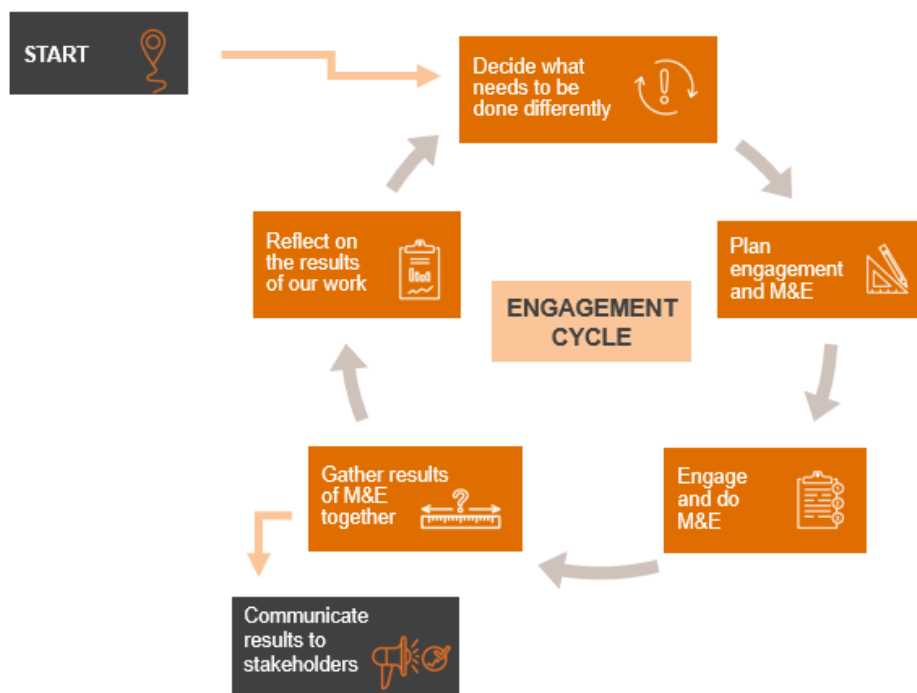 START
Decide what
needs to be
done differently
Plan
engagement
and M&E
Engage
and do
M&E
Gather results
of M&E
together
Communicate
results to
stakeholders
Reflect on
the results
of our work
ENGAGEMENT
CYCLE